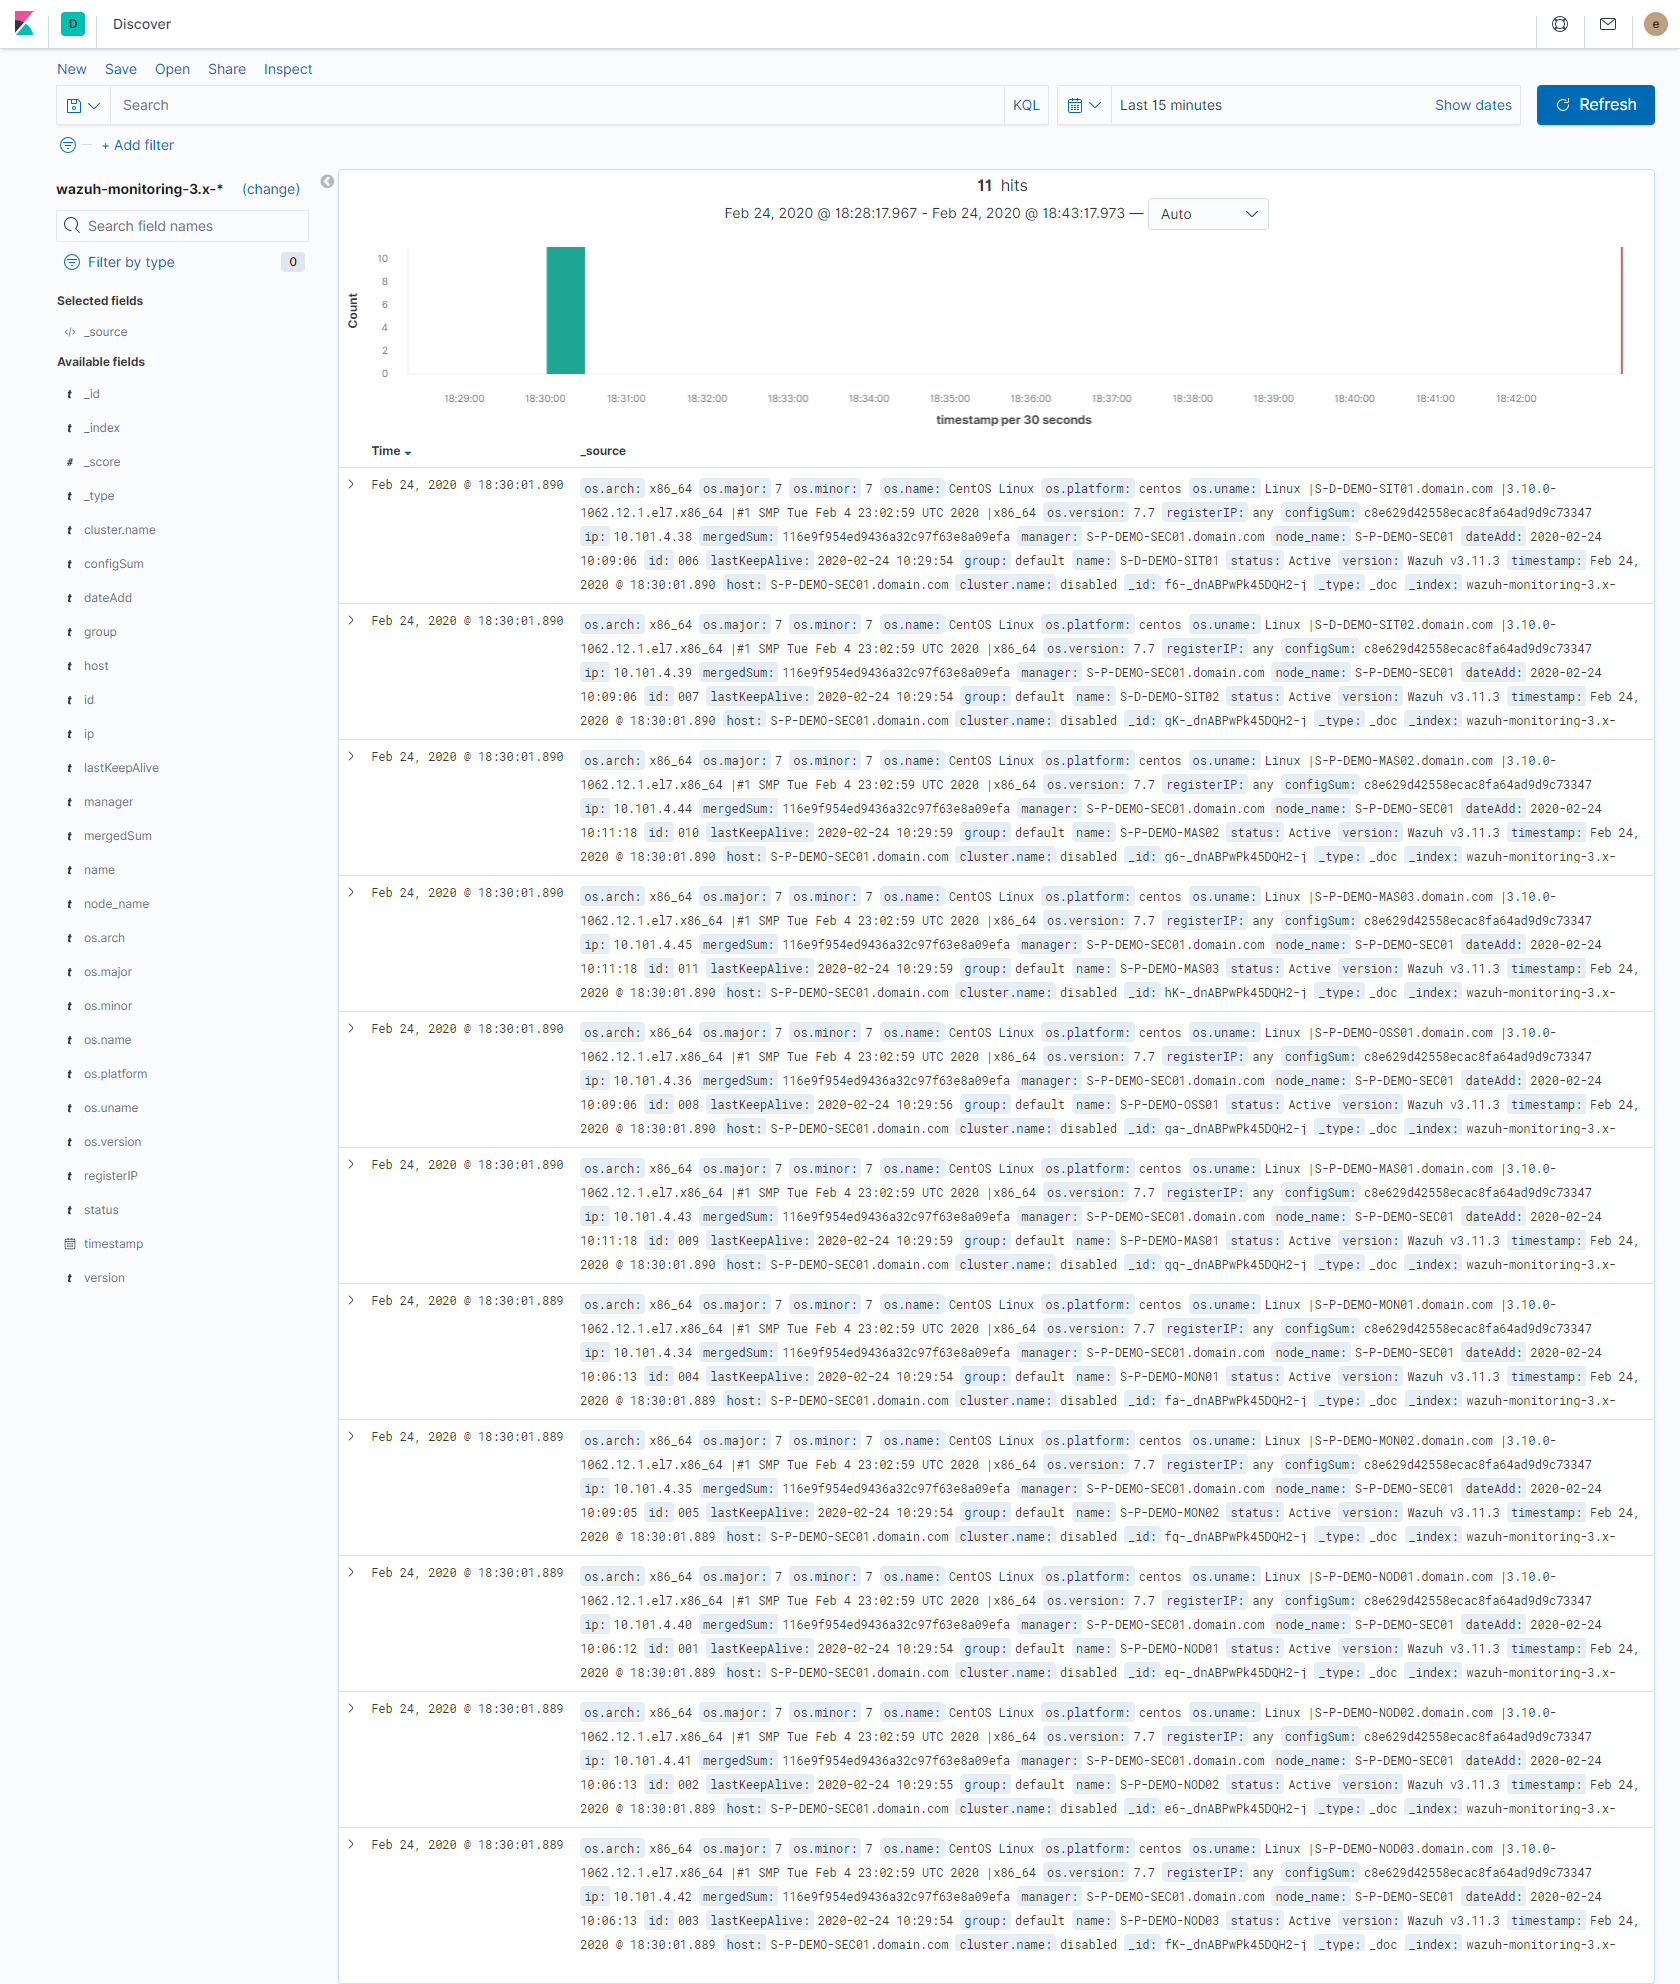 D Discover e
New Save Open Share Inspect
Search KQL Last 15 minutes Show dates Refresh
+ Add filter
wazuh-monitoring-3.x-* (change)
Search field names
Filter by type 0
Selected fields
_source
Available fields
t _id
t _index
# _score
t _type
t cluster.name
t configSum
t dateAdd
t group
t host
t id
t ip
t lastKeepAlive
t manager
t mergedSum
t name
t node_name
t os.arch
t os.major
t os.minor
t os.name
t os.platform
t os.uname
t os.version
t registerIP
t status
timestamp
t version
11 hits
Feb 24, 2020 @ 18:28:17.967 - Feb 24, 2020 @ 18:43:17.973 — Auto
Count
10
8
6
4
2
0
18:29:00 18:30:00 18:31:00 18:32:00 18:33:00 18:34:00 18:35:00 18:36:00 18:37:00 18:38:00 18:39:00 18:40:00 18:41:00 18:42:00
timestamp per 30 seconds
Time _source
Feb 24, 2020 @ 18:30:01.890 os.arch: x86_64 os.major: 7 os.minor: 7 os.name: CentOS Linux os.platform: centos os.uname: Linux |S-D-DEMO-SIT01.domain.com |3.10.0-
1062.12.1.el7.x86_64 |#1 SMP Tue Feb 4 23:02:59 UTC 2020 |x86_64 os.version: 7.7 registerIP: any configSum: c8e629d42558ecac8fa64ad9d9c73347
ip: 10.101.4.38 mergedSum: 116e9f954ed9436a32c97f63e8a09efa manager: S-P-DEMO-SEC01.domain.com node_name: S-P-DEMO-SEC01 dateAdd: 2020-02-24
10:09:06 id: 006 lastKeepAlive: 2020-02-24 10:29:54 group: default name: S-D-DEMO-SIT01 status: Active version: Wazuh v3.11.3 timestamp: Feb 24,
2020 @ 18:30:01.890 host: S-P-DEMO-SEC01.domain.com cluster.name: disabled _id: f6-_dnABPwPk45DQH2-j _type: _doc _index: wazuh-monitoring-3.x-
Feb 24, 2020 @ 18:30:01.890 os.arch: x86_64 os.major: 7 os.minor: 7 os.name: CentOS Linux os.platform: centos os.uname: Linux |S-D-DEMO-SIT02.domain.com |3.10.0-
1062.12.1.el7.x86_64 |#1 SMP Tue Feb 4 23:02:59 UTC 2020 |x86_64 os.version: 7.7 registerIP: any configSum: c8e629d42558ecac8fa64ad9d9c73347
ip: 10.101.4.39 mergedSum: 116e9f954ed9436a32c97f63e8a09efa manager: S-P-DEMO-SEC01.domain.com node_name: S-P-DEMO-SEC01 dateAdd: 2020-02-24
10:09:06 id: 007 lastKeepAlive: 2020-02-24 10:29:54 group: default name: S-D-DEMO-SIT02 status: Active version: Wazuh v3.11.3 timestamp: Feb 24,
2020 @ 18:30:01.890 host: S-P-DEMO-SEC01.domain.com cluster.name: disabled _id: gK-_dnABPwPk45DQH2-j _type: _doc _index: wazuh-monitoring-3.x-
Feb 24, 2020 @ 18:30:01.890 os.arch: x86_64 os.major: 7 os.minor: 7 os.name: CentOS Linux os.platform: centos os.uname: Linux |S-P-DEMO-MAS02.domain.com |3.10.0-
1062.12.1.el7.x86_64 |#1 SMP Tue Feb 4 23:02:59 UTC 2020 |x86_64 os.version: 7.7 registerIP: any configSum: c8e629d42558ecac8fa64ad9d9c73347
ip: 10.101.4.44 mergedSum: 116e9f954ed9436a32c97f63e8a09efa manager: S-P-DEMO-SEC01.domain.com node_name: S-P-DEMO-SEC01 dateAdd: 2020-02-24
10:11:18 id: 010 lastKeepAlive: 2020-02-24 10:29:59 group: default name: S-P-DEMO-MAS02 status: Active version: Wazuh v3.11.3 timestamp: Feb 24,
2020 @ 18:30:01.890 host: S-P-DEMO-SEC01.domain.com cluster.name: disabled _id: g6-_dnABPwPk45DQH2-j _type: _doc _index: wazuh-monitoring-3.x-
Feb 24, 2020 @ 18:30:01.890 os.arch: x86_64 os.major: 7 os.minor: 7 os.name: CentOS Linux os.platform: centos os.uname: Linux |S-P-DEMO-MAS03.domain.com |3.10.0-
1062.12.1.el7.x86_64 |#1 SMP Tue Feb 4 23:02:59 UTC 2020 |x86_64 os.version: 7.7 registerIP: any configSum: c8e629d42558ecac8fa64ad9d9c73347
ip: 10.101.4.45 mergedSum: 116e9f954ed9436a32c97f63e8a09efa manager: S-P-DEMO-SEC01.domain.com node_name: S-P-DEMO-SEC01 dateAdd: 2020-02-24
10:11:18 id: 011 lastKeepAlive: 2020-02-24 10:29:59 group: default name: S-P-DEMO-MAS03 status: Active version: Wazuh v3.11.3 timestamp: Feb 24,
2020 @ 18:30:01.890 host: S-P-DEMO-SEC01.domain.com cluster.name: disabled _id: hK-_dnABPwPk45DQH2-j _type: _doc _index: wazuh-monitoring-3.x-
Feb 24, 2020 @ 18:30:01.890 os.arch: x86_64 os.major: 7 os.minor: 7 os.name: CentOS Linux os.platform: centos os.uname: Linux |S-P-DEMO-OSS01.domain.com |3.10.0-
1062.12.1.el7.x86_64 |#1 SMP Tue Feb 4 23:02:59 UTC 2020 |x86_64 os.version: 7.7 registerIP: any configSum: c8e629d42558ecac8fa64ad9d9c73347
ip: 10.101.4.36 mergedSum: 116e9f954ed9436a32c97f63e8a09efa manager: S-P-DEMO-SEC01.domain.com node_name: S-P-DEMO-SEC01 dateAdd: 2020-02-24
10:09:06 id: 008 lastKeepAlive: 2020-02-24 10:29:56 group: default name: S-P-DEMO-OSS01 status: Active version: Wazuh v3.11.3 timestamp: Feb 24,
2020 @ 18:30:01.890 host: S-P-DEMO-SEC01.domain.com cluster.name: disabled _id: ga-_dnABPwPk45DQH2-j _type: _doc _index: wazuh-monitoring-3.x-
Feb 24, 2020 @ 18:30:01.890 os.arch: x86_64 os.major: 7 os.minor: 7 os.name: CentOS Linux os.platform: centos os.uname: Linux |S-P-DEMO-MAS01.domain.com |3.10.0-
1062.12.1.el7.x86_64 |#1 SMP Tue Feb 4 23:02:59 UTC 2020 |x86_64 os.version: 7.7 registerIP: any configSum: c8e629d42558ecac8fa64ad9d9c73347
ip: 10.101.4.43 mergedSum: 116e9f954ed9436a32c97f63e8a09efa manager: S-P-DEMO-SEC01.domain.com node_name: S-P-DEMO-SEC01 dateAdd: 2020-02-24
10:11:18 id: 009 lastKeepAlive: 2020-02-24 10:29:59 group: default name: S-P-DEMO-MAS01 status: Active version: Wazuh v3.11.3 timestamp: Feb 24,
2020 @ 18:30:01.890 host: S-P-DEMO-SEC01.domain.com cluster.name: disabled _id: gq-_dnABPwPk45DQH2-j _type: _doc _index: wazuh-monitoring-3.x-
Feb 24, 2020 @ 18:30:01.889 os.arch: x86_64 os.major: 7 os.minor: 7 os.name: CentOS Linux os.platform: centos os.uname: Linux |S-P-DEMO-MON01.domain.com |3.10.0-
1062.12.1.el7.x86_64 |#1 SMP Tue Feb 4 23:02:59 UTC 2020 |x86_64 os.version: 7.7 registerIP: any configSum: c8e629d42558ecac8fa64ad9d9c73347
ip: 10.101.4.34 mergedSum: 116e9f954ed9436a32c97f63e8a09efa manager: S-P-DEMO-SEC01.domain.com node_name: S-P-DEMO-SEC01 dateAdd: 2020-02-24
10:06:13 id: 004 lastKeepAlive: 2020-02-24 10:29:54 group: default name: S-P-DEMO-MON01 status: Active version: Wazuh v3.11.3 timestamp: Feb 24,
2020 @ 18:30:01.889 host: S-P-DEMO-SEC01.domain.com cluster.name: disabled _id: fa-_dnABPwPk45DQH2-j _type: _doc _index: wazuh-monitoring-3.x-
Feb 24, 2020 @ 18:30:01.889 os.arch: x86_64 os.major: 7 os.minor: 7 os.name: CentOS Linux os.platform: centos os.uname: Linux |S-P-DEMO-MON02.domain.com |3.10.0-
1062.12.1.el7.x86_64 |#1 SMP Tue Feb 4 23:02:59 UTC 2020 |x86_64 os.version: 7.7 registerIP: any configSum: c8e629d42558ecac8fa64ad9d9c73347
ip: 10.101.4.35 mergedSum: 116e9f954ed9436a32c97f63e8a09efa manager: S-P-DEMO-SEC01.domain.com node_name: S-P-DEMO-SEC01 dateAdd: 2020-02-24
10:09:05 id: 005 lastKeepAlive: 2020-02-24 10:29:54 group: default name: S-P-DEMO-MON02 status: Active version: Wazuh v3.11.3 timestamp: Feb 24,
2020 @ 18:30:01.889 host: S-P-DEMO-SEC01.domain.com cluster.name: disabled _id: fq-_dnABPwPk45DQH2-j _type: _doc _index: wazuh-monitoring-3.x-
Feb 24, 2020 @ 18:30:01.889 os.arch: x86_64 os.major: 7 os.minor: 7 os.name: CentOS Linux os.platform: centos os.uname: Linux |S-P-DEMO-NOD01.domain.com |3.10.0-
1062.12.1.el7.x86_64 |#1 SMP Tue Feb 4 23:02:59 UTC 2020 |x86_64 os.version: 7.7 registerIP: any configSum: c8e629d42558ecac8fa64ad9d9c73347
ip: 10.101.4.40 mergedSum: 116e9f954ed9436a32c97f63e8a09efa manager: S-P-DEMO-SEC01.domain.com node_name: S-P-DEMO-SEC01 dateAdd: 2020-02-24
10:06:12 id: 001 lastKeepAlive: 2020-02-24 10:29:54 group: default name: S-P-DEMO-NOD01 status: Active version: Wazuh v3.11.3 timestamp: Feb 24,
2020 @ 18:30:01.889 host: S-P-DEMO-SEC01.domain.com cluster.name: disabled _id: eq-_dnABPwPk45DQH2-j _type: _doc _index: wazuh-monitoring-3.x-
Feb 24, 2020 @ 18:30:01.889 os.arch: x86_64 os.major: 7 os.minor: 7 os.name: CentOS Linux os.platform: centos os.uname: Linux |S-P-DEMO-NOD02.domain.com |3.10.0-
1062.12.1.el7.x86_64 |#1 SMP Tue Feb 4 23:02:59 UTC 2020 |x86_64 os.version: 7.7 registerIP: any configSum: c8e629d42558ecac8fa64ad9d9c73347
ip: 10.101.4.41 mergedSum: 116e9f954ed9436a32c97f63e8a09efa manager: S-P-DEMO-SEC01.domain.com node_name: S-P-DEMO-SEC01 dateAdd: 2020-02-24
10:06:13 id: 002 lastKeepAlive: 2020-02-24 10:29:55 group: default name: S-P-DEMO-NOD02 status: Active version: Wazuh v3.11.3 timestamp: Feb 24,
2020 @ 18:30:01.889 host: S-P-DEMO-SEC01.domain.com cluster.name: disabled _id: e6-_dnABPwPk45DQH2-j _type: _doc _index: wazuh-monitoring-3.x-
Feb 24, 2020 @ 18:30:01.889 os.arch: x86_64 os.major: 7 os.minor: 7 os.name: CentOS Linux os.platform: centos os.uname: Linux |S-P-DEMO-NOD03.domain.com |3.10.0-
1062.12.1.el7.x86_64 |#1 SMP Tue Feb 4 23:02:59 UTC 2020 |x86_64 os.version: 7.7 registerIP: any configSum: c8e629d42558ecac8fa64ad9d9c73347
ip: 10.101.4.42 mergedSum: 116e9f954ed9436a32c97f63e8a09efa manager: S-P-DEMO-SEC01.domain.com node_name: S-P-DEMO-SEC01 dateAdd: 2020-02-24
10:06:13 id: 003 lastKeepAlive: 2020-02-24 10:29:54 group: default name: S-P-DEMO-NOD03 status: Active version: Wazuh v3.11.3 timestamp: Feb 24,
2020 @ 18:30:01.889 host: S-P-DEMO-SEC01.domain.com cluster.name: disabled _id: fK-_dnABPwPk45DQH2-j _type: _doc _index: wazuh-monitoring-3.x-